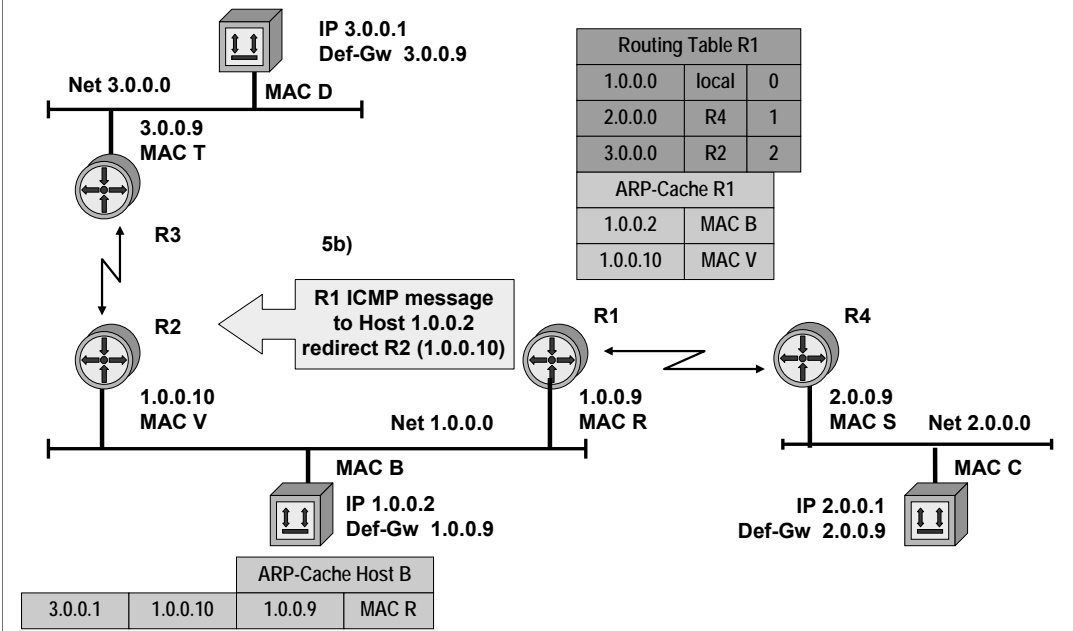 IP 3.0.0.1
Def-Gw 3.0.0.9
Net 3.0.0.0
MAC D
3.0.0.9
MAC T
R3
Routing Table R1
1.0.0.0 local 0
2.0.0.0 R4 1
3.0.0.0 R2 2
ARP-Cache R1
1.0.0.2 MAC B
1.0.0.10 MAC V
5b)
R1 ICMP message
to Host 1.0.0.2
redirect R2 (1.0.0.10)
R2
R1
R4
1.0.0.10
MAC V
Net 1.0.0.0
1.0.0.9
MAC R
2.0.0.9
MAC S
Net 2.0.0.0
MAC B
MAC C
IP 1.0.0.2
Def-Gw 1.0.0.9
IP 2.0.0.1
Def-Gw 2.0.0.9
ARP-Cache Host B
3.0.0.1 1.0.0.10 1.0.0.9 MAC R